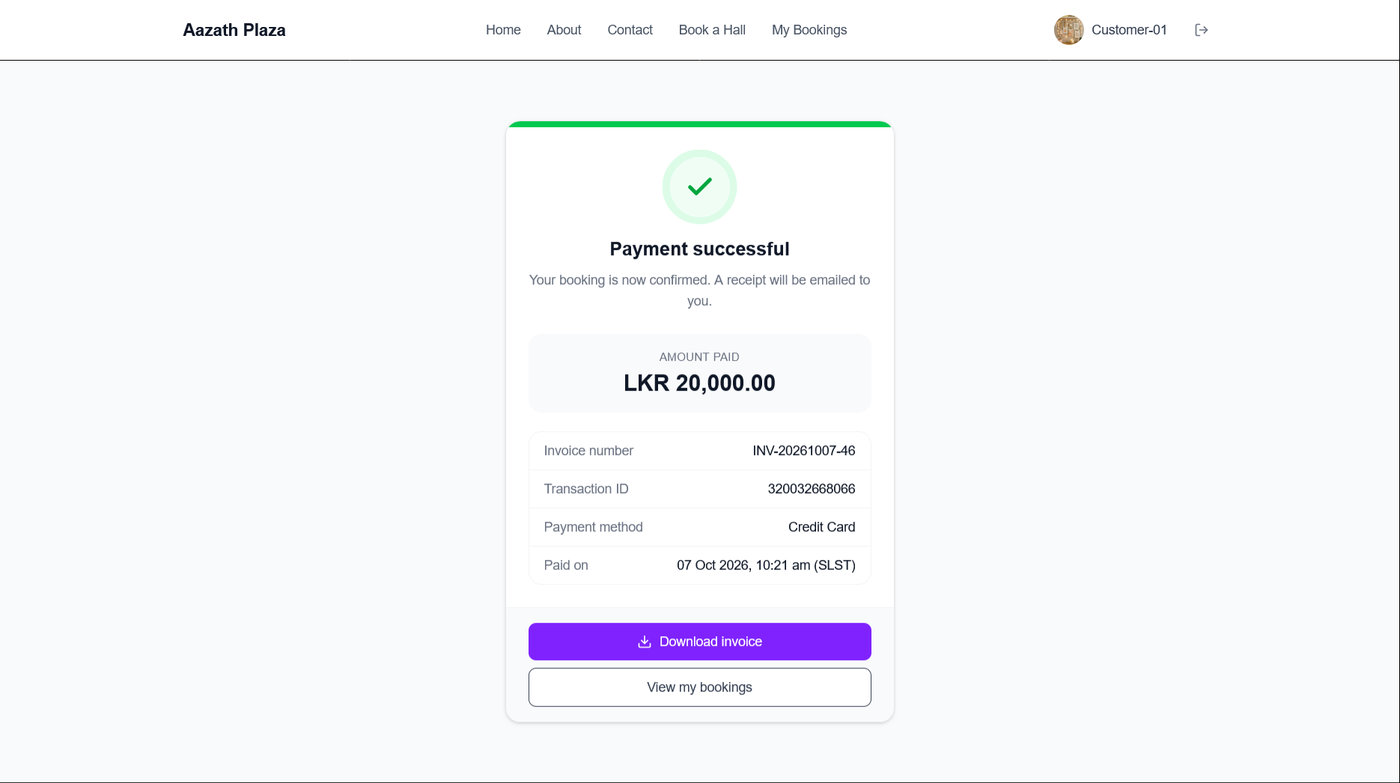 Aazath Plaza
Home
About
Contact
Book a Hall
My Bookings
Customer-01
Payment successful
Your booking is now confirmed. A receipt will be emailed to
you.
AMOUNT PAID
LKR 20,000.00
Invoice number INV-20261007-46
Transaction ID 320032668066
Payment method Credit Card
Paid on 07 Oct 2026, 10:21 am (SLST)
Download invoice
View my bookings